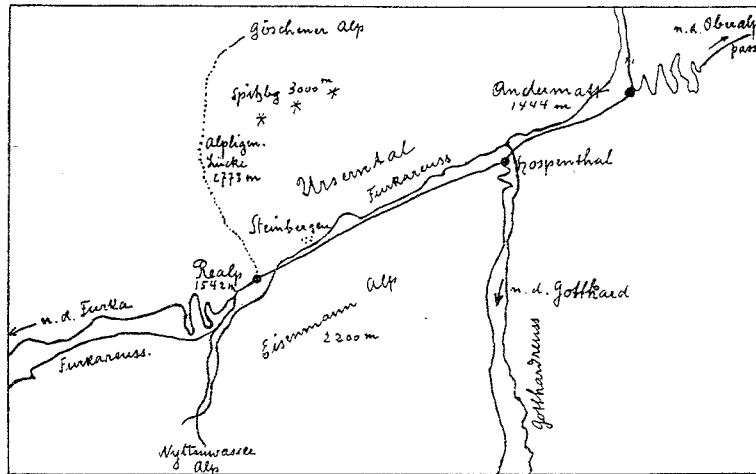 Göschener Alp
n. d. Oberalp
pass
Spitzbg 3000 m
Andermatt
1444 m
Alpligen.
Lücke
2773 m
Ursernthal
Furkareuss
Hospenthal
Steinbergen
Realp
1542 m
n. d. Furka
Eisenmann Alp
2200 m
n. d. Gotthard
Furkareuss.
Gotthardreuss
Alp